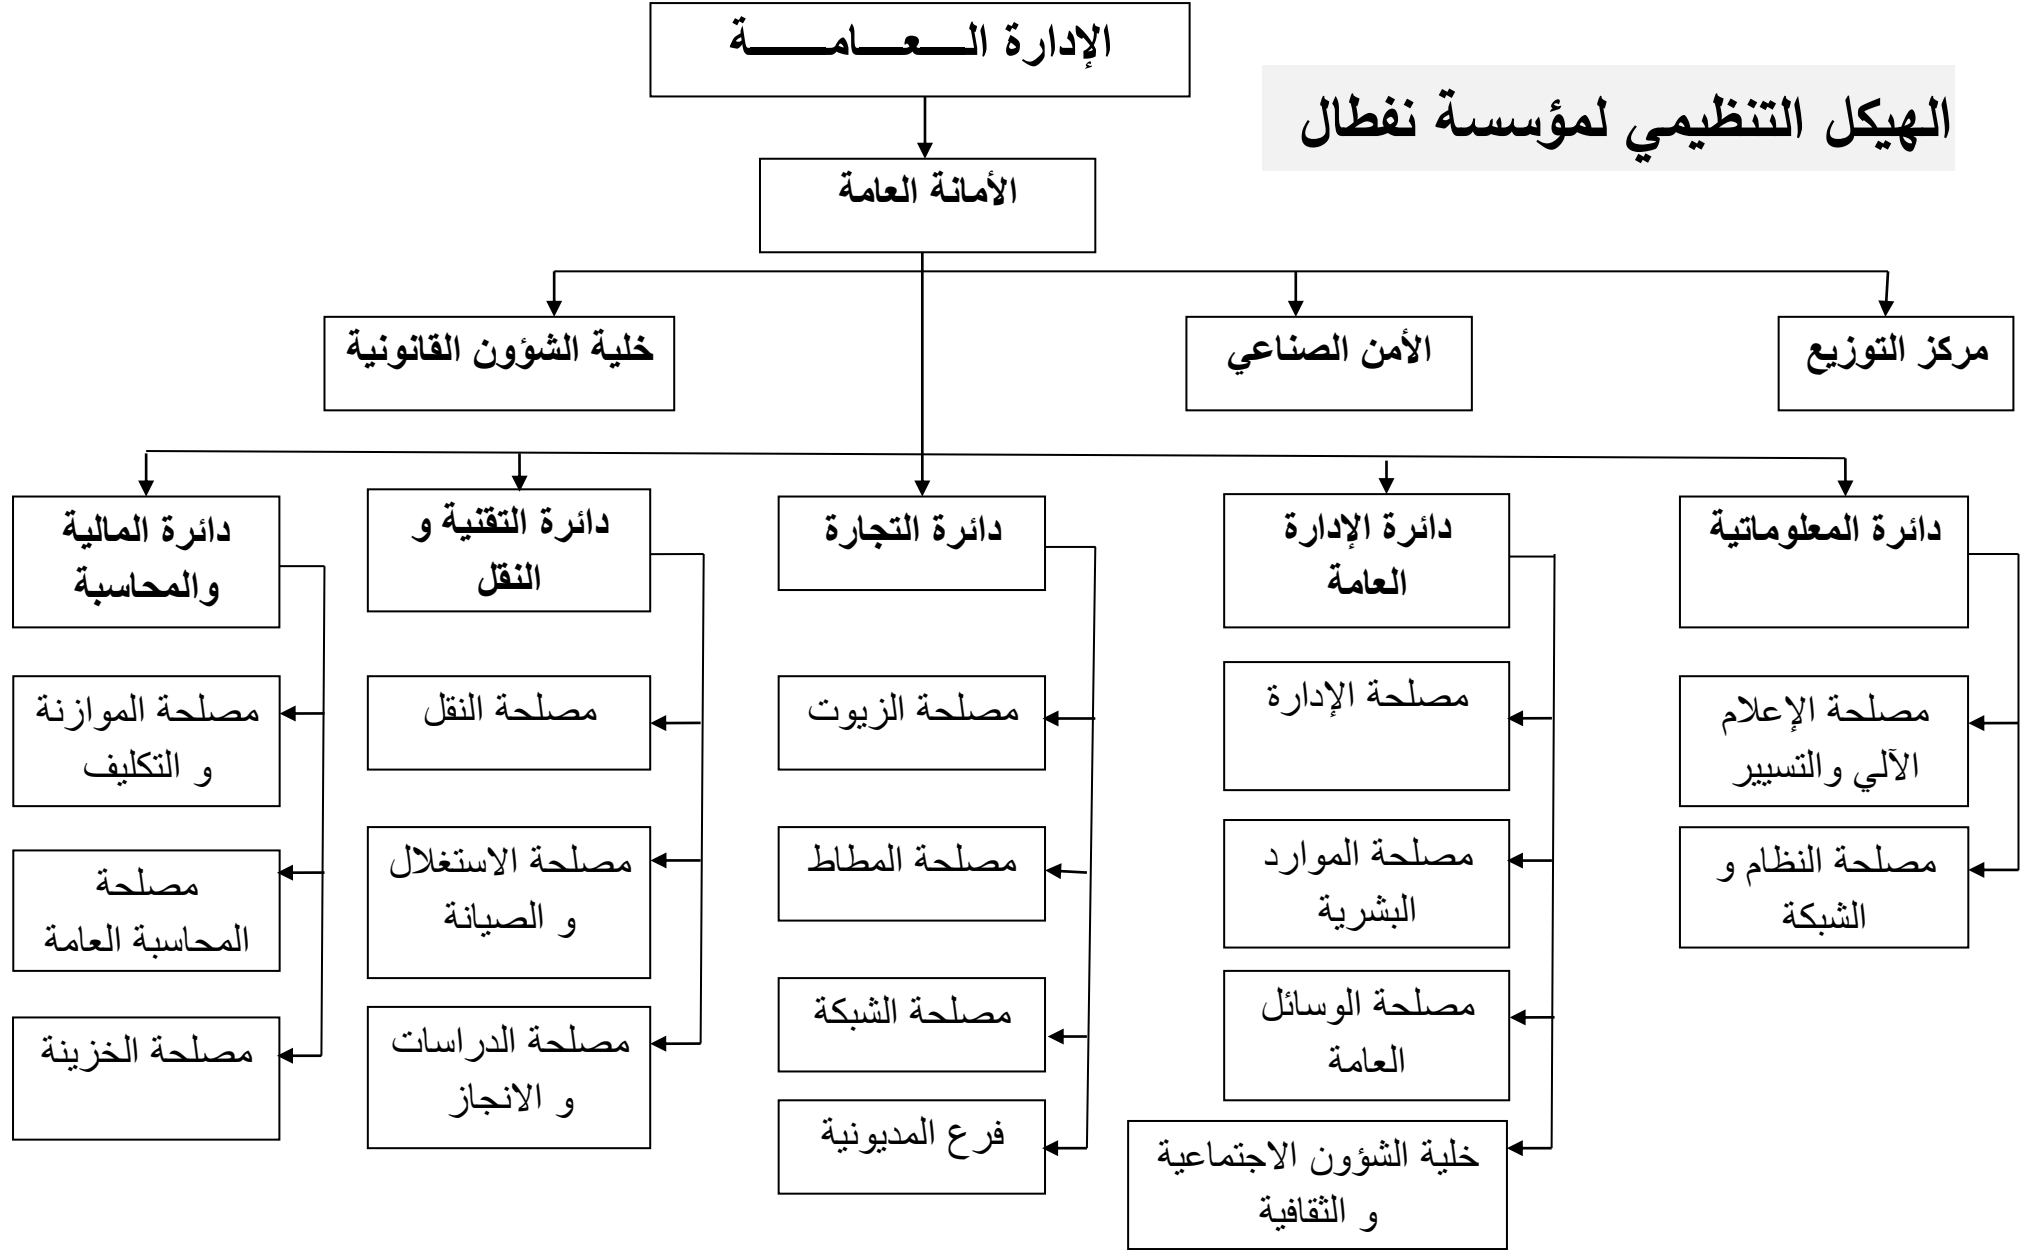 الإدارة العامة
الهيكل التنظيمي لمؤسسة نفطال
الأمانة العامة
مركز التوزيع
الأمن الصناعي
خلية الشؤون القانونية
دائرة المعلوماتية
دائرة الإدارة
العامة
دائرة التجارة
دائرة التقنية و
النقل
دائرة المالية
والمحاسبة
مصلحة الإعلام
الآلي والتسيير
مصلحة النظام و
الشبكة
مصلحة الإدارة
مصلحة الموارد
البشرية
مصلحة الوسائل
العامة
خلية الشؤون الاجتماعية
و الثقافية
مصلحة الزيوت
مصلحة المطاط
مصلحة الشبكة
فرع المديونية
مصلحة النقل
مصلحة الاستغلال
و الصيانة
مصلحة الدراسات
و الانجاز
مصلحة الموازنة
و التكليف
مصلحة
المحاسبة العامة
مصلحة الخزينة